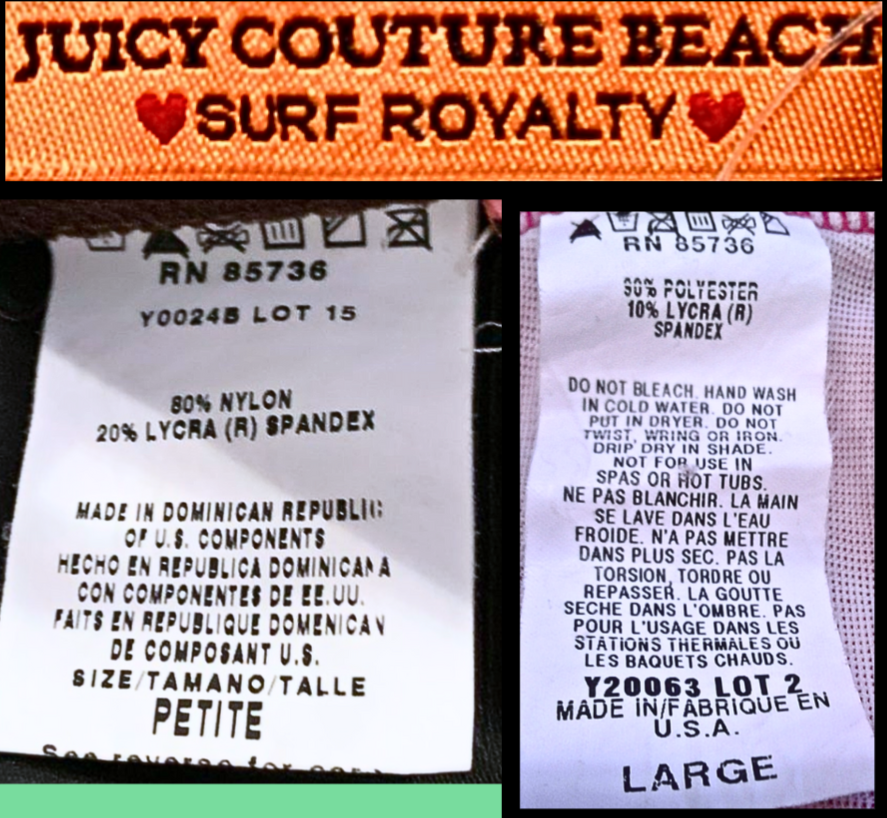 JUICY COUTURE BEACH
SURF ROYALTY
RN 85736
Y0024B LOT 15
80% NYLON
20% LYCRA (R) SPANDEX
MADE IN DOMINICAN REPUBLIC
OF U.S. COMPONENTS
HECHO EN REPUBLICA DOMINICANA
CON COMPONENTES DE EE.UU.
FAITS EN REPUBLIQUE DOMENICAN
DE COMPOSANT U.S.
SIZE/TAMANO/TALLE
PETITE
See reverse for care
RN 85736
90% POLYESTER
10% LYCRA (R)
SPANDEX
DO NOT BLEACH. HAND WASH
IN COLD WATER. DO NOT
PUT IN DRYER. DO NOT
TWIST, WRING OR IRON.
DRIP DRY IN SHADE.
NOT FOR USE IN
SPAS OR HOT TUBS.
NE PAS BLANCHIR. LA MAIN
SE LAVE DANS L'EAU
FROIDE. N'A PAS METTRE
DANS PLUS SEC. PAS LA
TORSION, TORDRE OU
REPASSER. LA GOUTTE
SECHE DANS L'OMBRE. PAS
POUR L'USAGE DANS LES
STATIONS THERMALES OU
LES BAQUETS CHAUDS.
Y20063 LOT 2
MADE IN/FABRIQUE EN
U.S.A.
LARGE